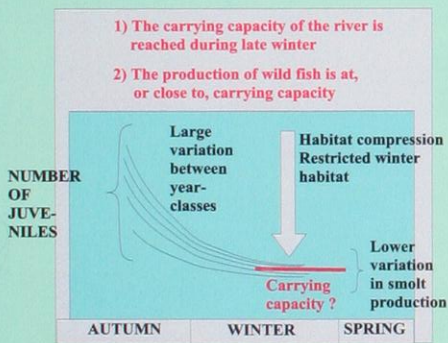 1) The carrying capacity of the river is
reached during late winter
2) The production of wild fish is at,
or close to, carrying capacity
Large
variation
between
year-
classes
Habitat compression
Restricted winter
habitat
NUMBER
OF
JUVE-
NILES
Lower
variation
in smolt
production
Carrying
capacity ?
AUTUMN
WINTER
SPRING